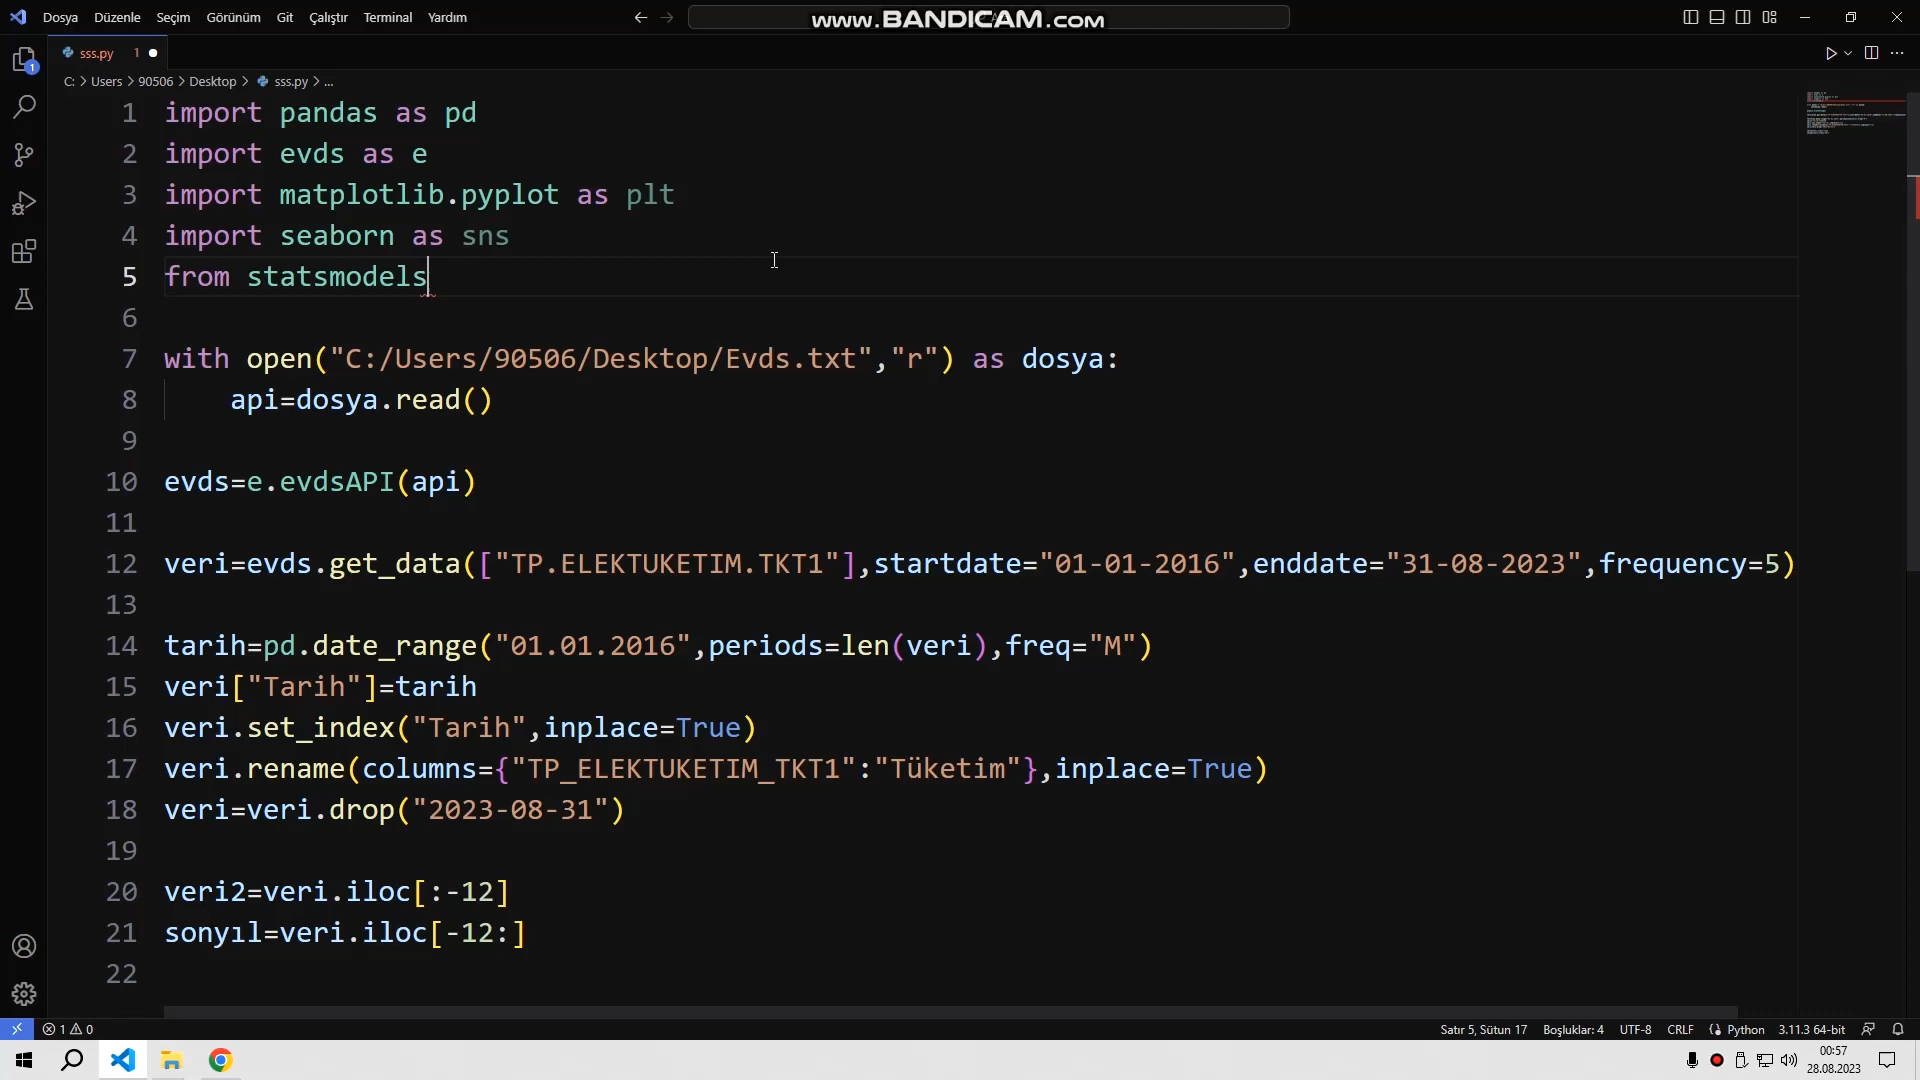 Dosya Düzenle Seçim Görünüm Git Çalıştır Terminal Yardım
www.BANDICAM.com
sss.py 1
C: > Users > 90506 > Desktop > sss.py > ...
1 import pandas as pd
2 import evds as e
3 import matplotlib.pyplot as plt
4 import seaborn as sns
5 from statsmodels
6
7 with open("C:/Users/90506/Desktop/Evds.txt","r") as dosya:
8     api=dosya.read()
9
10 evds=e.evdsAPI(api)
11
12 veri=evds.get_data(["TP.ELEKTUKETIM.TKT1"],startdate="01-01-2016",enddate="31-08-2023",frequency=5)
13
14 tarih=pd.date_range("01.01.2016",periods=len(veri),freq="M")
15 veri["Tarih"]=tarih
16 veri.set_index("Tarih",inplace=True)
17 veri.rename(columns={"TP_ELEKTUKETIM_TKT1":"Tüketim"},inplace=True)
18 veri=veri.drop("2023-08-31")
19
20 veri2=veri.iloc[:-12]
21 sonyıl=veri.iloc[-12:]
22
1
1 0 Satır 5, Sütun 17 Boşluklar: 4 UTF-8 CRLF Python 3.11.3 64-bit
00:57
28.08.2023